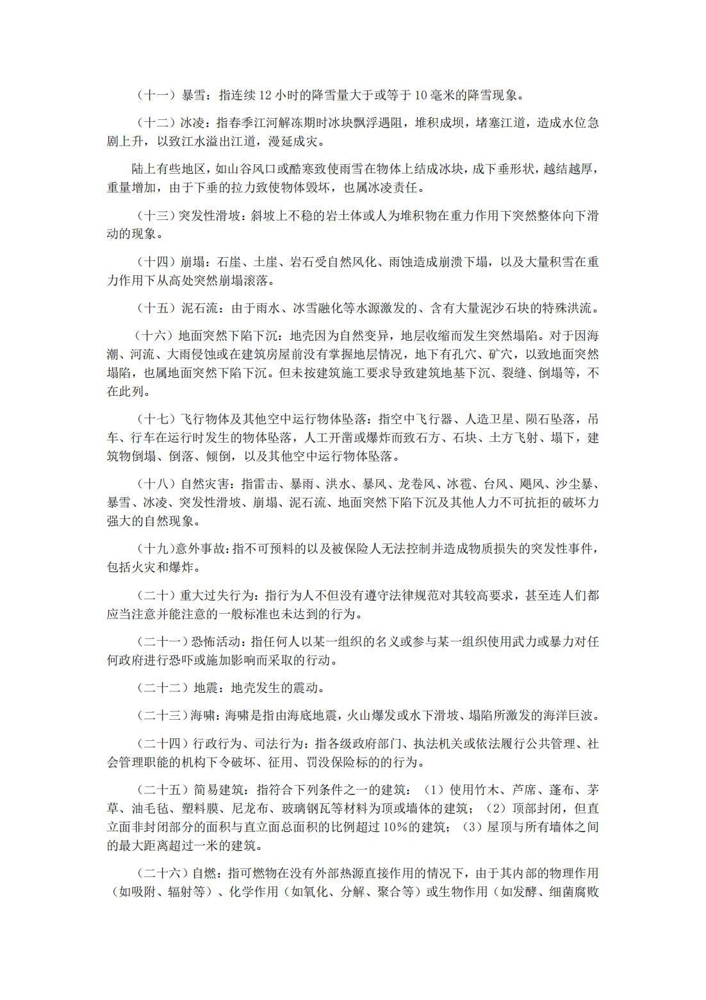 （十一）暴雪：指连续 12 小时的降雪量大于或等于 10 毫米的降雪现象。
（十二）冰凌：指春季江河解冻期时冰块飘浮遇阻，堆积成坝，堵塞江道，造成水位急
剧上升，以致江水溢出江道，漫延成灾。
陆上有些地区，如山谷风口或酷寒致使雨雪在物体上结成冰块，成下垂形状，越结越厚，
重量增加，由于下垂的拉力致使物体毁坏，也属冰凌责任。
（十三）突发性滑坡：斜坡上不稳的岩土体或人为堆积物在重力作用下突然整体向下滑
动的现象。
（十四）崩塌：石崖、土崖、岩石受自然风化、雨蚀造成崩溃下塌，以及大量积雪在重
力作用下从高处突然崩塌滚落。
（十五）泥石流：由于雨水、冰雪融化等水源激发的、含有大量泥沙石块的特殊洪流。
（十六）地面突然下陷下沉：地壳因为自然变异，地层收缩而发生突然塌陷。对于因海
潮、河流、大雨侵蚀或在建筑房屋前没有掌握地层情况，地下有孔穴、矿穴，以致地面突然
塌陷，也属地面突然下陷下沉。但未按建筑施工要求导致建筑地基下沉、裂缝、倒塌等，不
在此列。
（十七）飞行物体及其他空中运行物体坠落：指空中飞行器、人造卫星、陨石坠落，吊
车、行车在运行时发生的物体坠落，人工开凿或爆炸而致石方、石块、土方飞射、塌下，建
筑物倒塌、倒落、倾倒，以及其他空中运行物体坠落。
（十八）自然灾害：指雷击、暴雨、洪水、暴风、龙卷风、冰雹、台风、飓风、沙尘暴、
暴雪、冰凌、突发性滑坡、崩塌、泥石流、地面突然下陷下沉及其他人力不可抗拒的破坏力
强大的自然现象。
（十九）意外事故：指不可预料的以及被保险人无法控制并造成物质损失的突发性事件，
包括火灾和爆炸。
（二十）重大过失行为：指行为人不但没有遵守法律规范对其较高要求，甚至连人们都
应当注意并能注意的一般标准也未达到的行为。
（二十一）恐怖活动：指任何人以某一组织的名义或参与某一组织使用武力或暴力对任
何政府进行恐吓或施加影响而采取的行动。
（二十二）地震：地壳发生的震动。
（二十三）海啸：海啸是指由海底地震，火山爆发或水下滑坡、塌陷所激发的海洋巨波。
（二十四）行政行为、司法行为：指各级政府部门、执法机关或依法履行公共管理、社
会管理职能的机构下令破坏、征用、罚没保险标的的行为。
（二十五）简易建筑：指符合下列条件之一的建筑：（1）使用竹木、芦席、篷布、茅
草、油毛毡、塑料膜、尼龙布、玻璃钢瓦等材料为顶或墙体的建筑；（2）顶部封闭，但直
立面非封闭部分的面积与直立面总面积的比例超过 10%的建筑；（3）屋顶与所有墙体之间
的最大距离超过一米的建筑。
（二十六）自燃：指可燃物在没有外部热源直接作用的情况下，由于其内部的物理作用
（如吸附、辐射等）、化学作用（如氧化、分解、聚合等）或生物作用（如发酵、细菌腐败